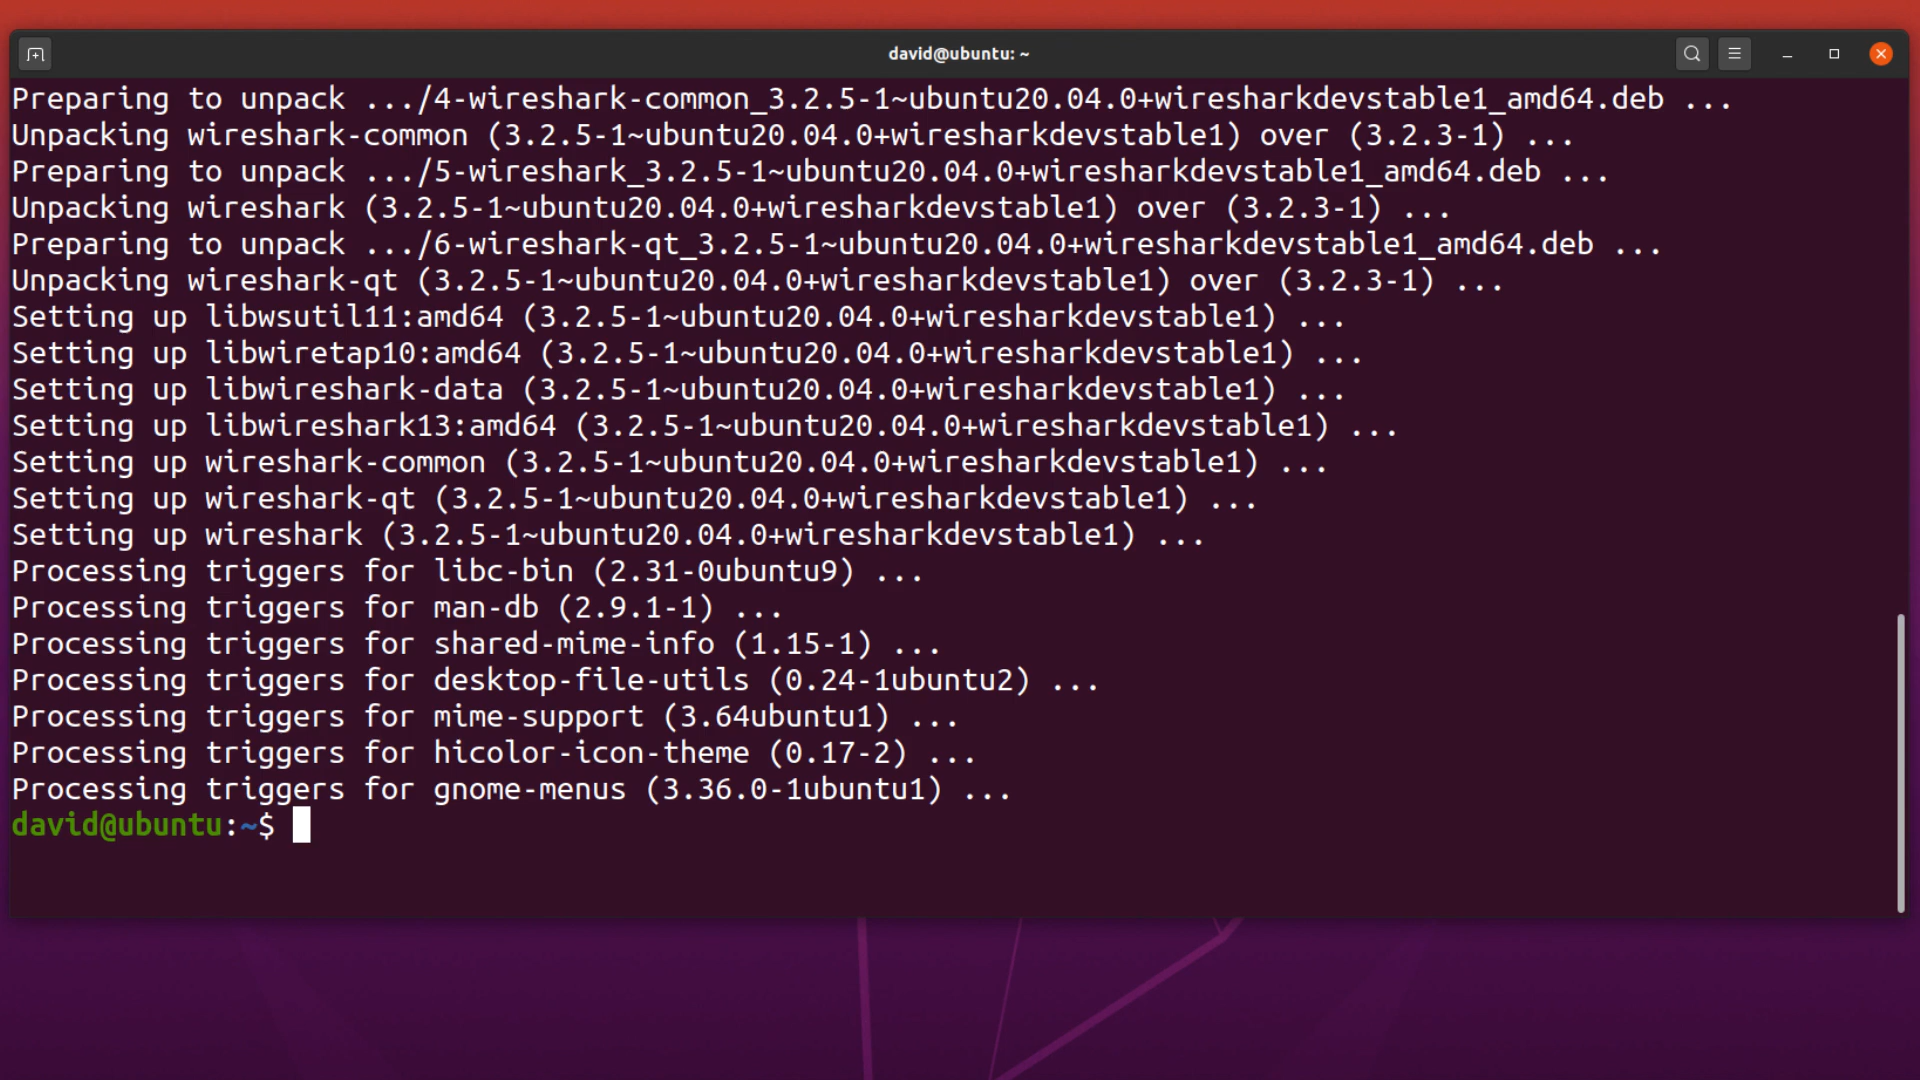 david@ubuntu: ~
Preparing to unpack .../4-wireshark-common_3.2.5-1~ubuntu20.04.0+wiresharkdevstable1_amd64.deb ...
Unpacking wireshark-common (3.2.5-1~ubuntu20.04.0+wiresharkdevstable1) over (3.2.3-1) ...
Preparing to unpack .../5-wireshark_3.2.5-1~ubuntu20.04.0+wiresharkdevstable1_amd64.deb ...
Unpacking wireshark (3.2.5-1~ubuntu20.04.0+wiresharkdevstable1) over (3.2.3-1) ...
Preparing to unpack .../6-wireshark-qt_3.2.5-1~ubuntu20.04.0+wiresharkdevstable1_amd64.deb ...
Unpacking wireshark-qt (3.2.5-1~ubuntu20.04.0+wiresharkdevstable1) over (3.2.3-1) ...
Setting up libwsutil11:amd64 (3.2.5-1~ubuntu20.04.0+wiresharkdevstable1) ...
Setting up libwiretap10:amd64 (3.2.5-1~ubuntu20.04.0+wiresharkdevstable1) ...
Setting up libwireshark-data (3.2.5-1~ubuntu20.04.0+wiresharkdevstable1) ...
Setting up libwireshark13:amd64 (3.2.5-1~ubuntu20.04.0+wiresharkdevstable1) ...
Setting up wireshark-common (3.2.5-1~ubuntu20.04.0+wiresharkdevstable1) ...
Setting up wireshark-qt (3.2.5-1~ubuntu20.04.0+wiresharkdevstable1) ...
Setting up wireshark (3.2.5-1~ubuntu20.04.0+wiresharkdevstable1) ...
Processing triggers for libc-bin (2.31-0ubuntu9) ...
Processing triggers for man-db (2.9.1-1) ...
Processing triggers for shared-mime-info (1.15-1) ...
Processing triggers for desktop-file-utils (0.24-1ubuntu2) ...
Processing triggers for mime-support (3.64ubuntu1) ...
Processing triggers for hicolor-icon-theme (0.17-2) ...
Processing triggers for gnome-menus (3.36.0-1ubuntu1) ...
david@ubuntu:~$